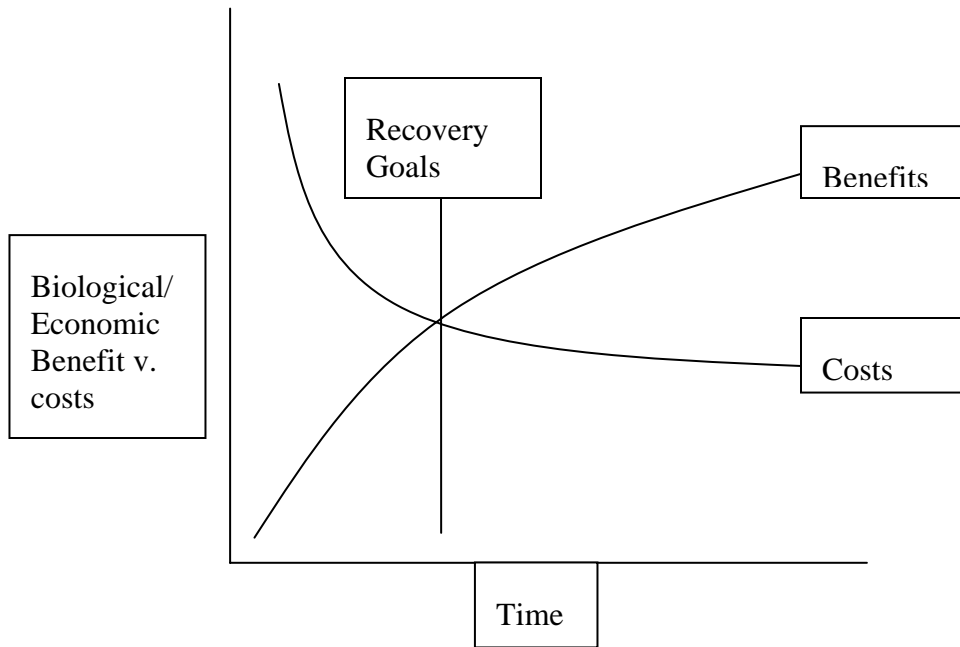 Recovery
Goals
Benefits
Biological/
Economic
Benefit v.
costs
Costs
Time